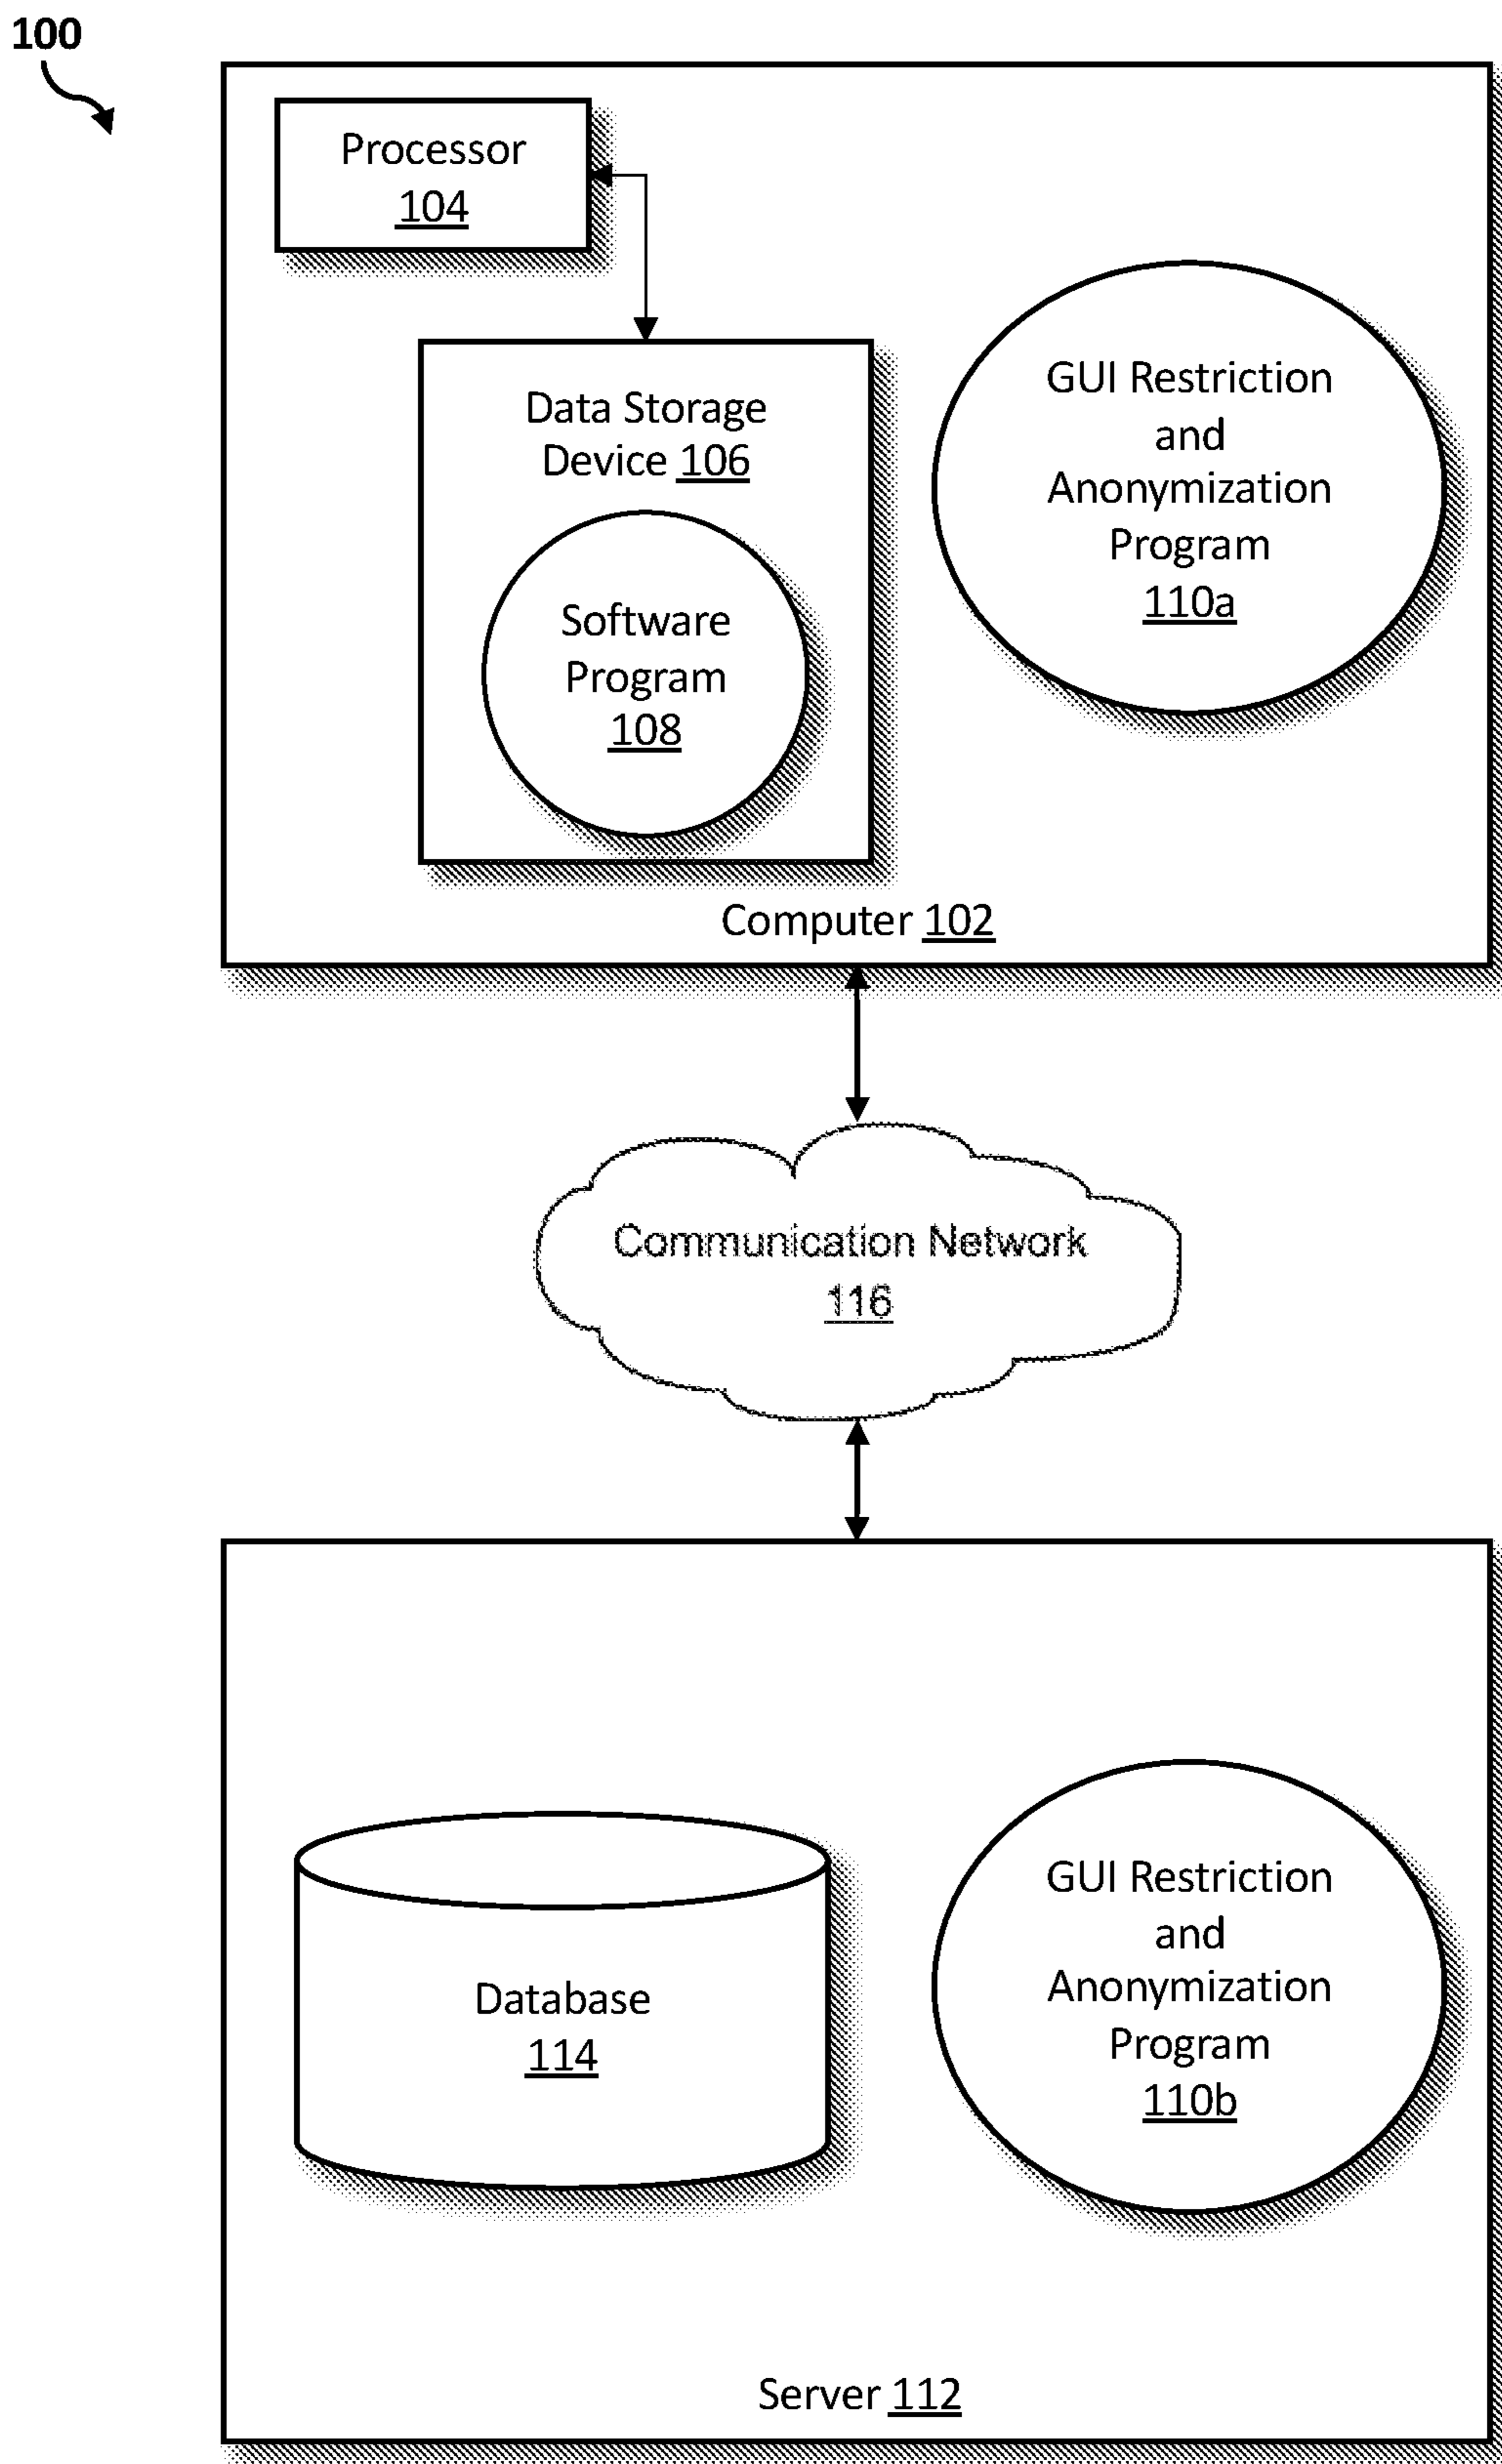 100
Processor
104
Data Storage
Device 106
Software
Program
108
GUI Restriction
and
Anonymization
Program
110a
Computer 102
Communication Network
116
Database
114
GUI Restriction
and
Anonymization
Program
110b
Server 112